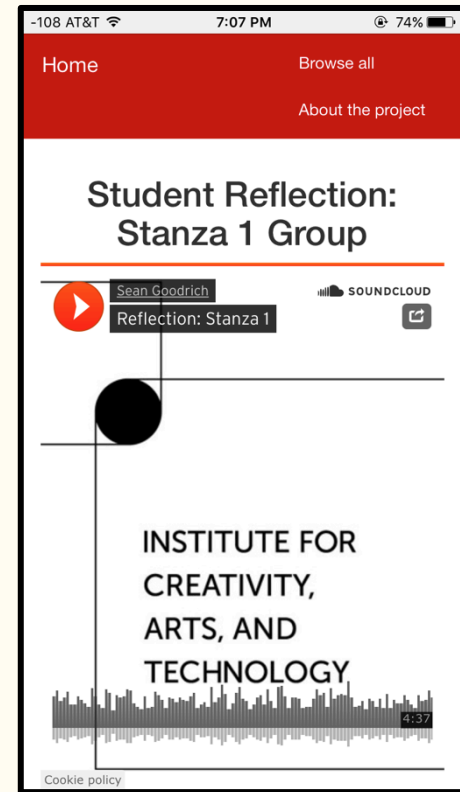 -108 AT&T 7:07 PM 74%
Home Browse all
About the project
Student Reflection:
Stanza 1 Group
Sean Goodrich SOUNDCLOUD
Reflection: Stanza 1
INSTITUTE FOR
CREATIVITY,
ARTS, AND
TECHNOLOGY
4:37
Cookie policy